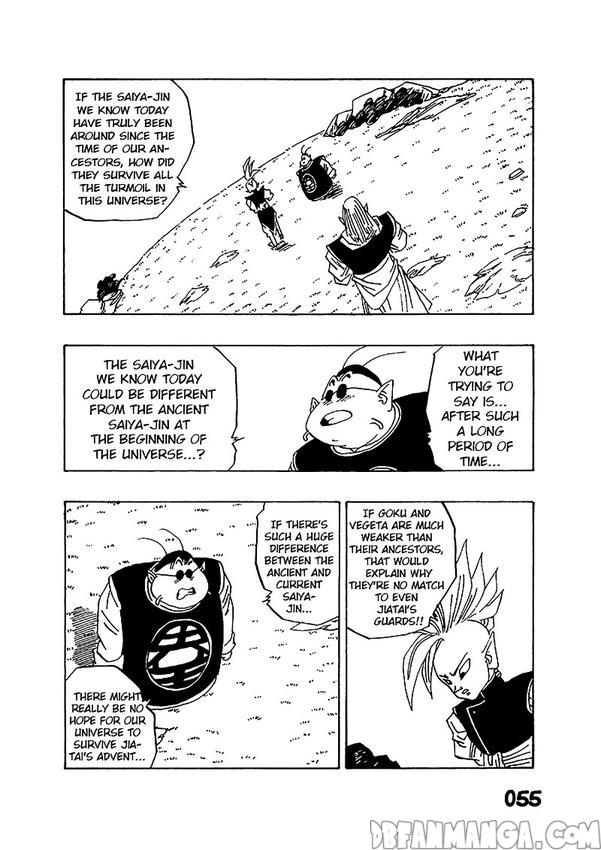 IF THE SAIYA-JIN
WE KNOW TODAY
HAVE TRULY BEEN
AROUND SINCE THE
TIME OF OUR AN-
CESTORS, HOW DID
THEY SURVIVE ALL
THE TURMOIL IN
THIS UNIVERSE?
WHAT
YOU'RE
TRYING TO
SAY IS...
AFTER SUCH
A LONG
PERIOD OF
TIME...
THE SAIYA-JIN
WE KNOW TODAY
COULD BE DIFFERENT
FROM THE ANCIENT
SAIYA-JIN AT
THE BEGINNING OF
THE UNIVERSE...?
IF GOKU AND
VEGETA ARE MUCH
WEAKER THAN
THEIR ANCESTORS,
THAT WOULD
EXPLAIN WHY
THEY'RE NO MATCH
TO EVEN
JIATAI'S
GUARDS!!
IF THERE'S
SUCH A HUGE
DIFFERENCE
BETWEEN THE
ANCIENT AND
CURRENT
SAIYA-
JIN...
THERE MIGHT
REALLY BE NO
HOPE FOR OUR
UNIVERSE TO
SURVIVE JIA-
TAI'S ADVENT...
055
DBFANMANGA.COM